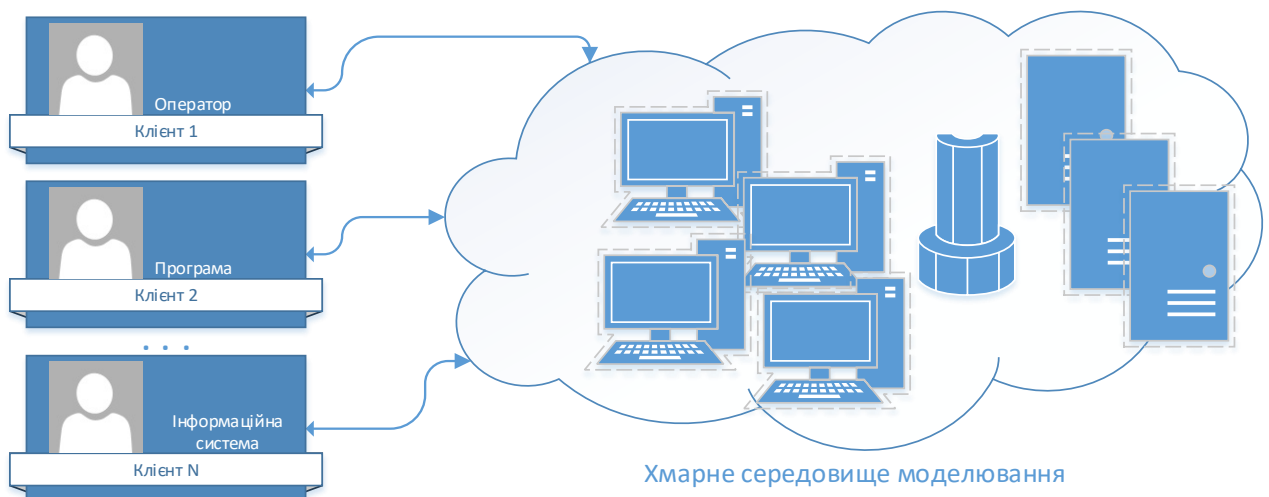 Оператор
Клієнт 1
Програма
Клієнт 2
. . .
Інформаційна
система
Клієнт N
Хмарне середовище моделювання